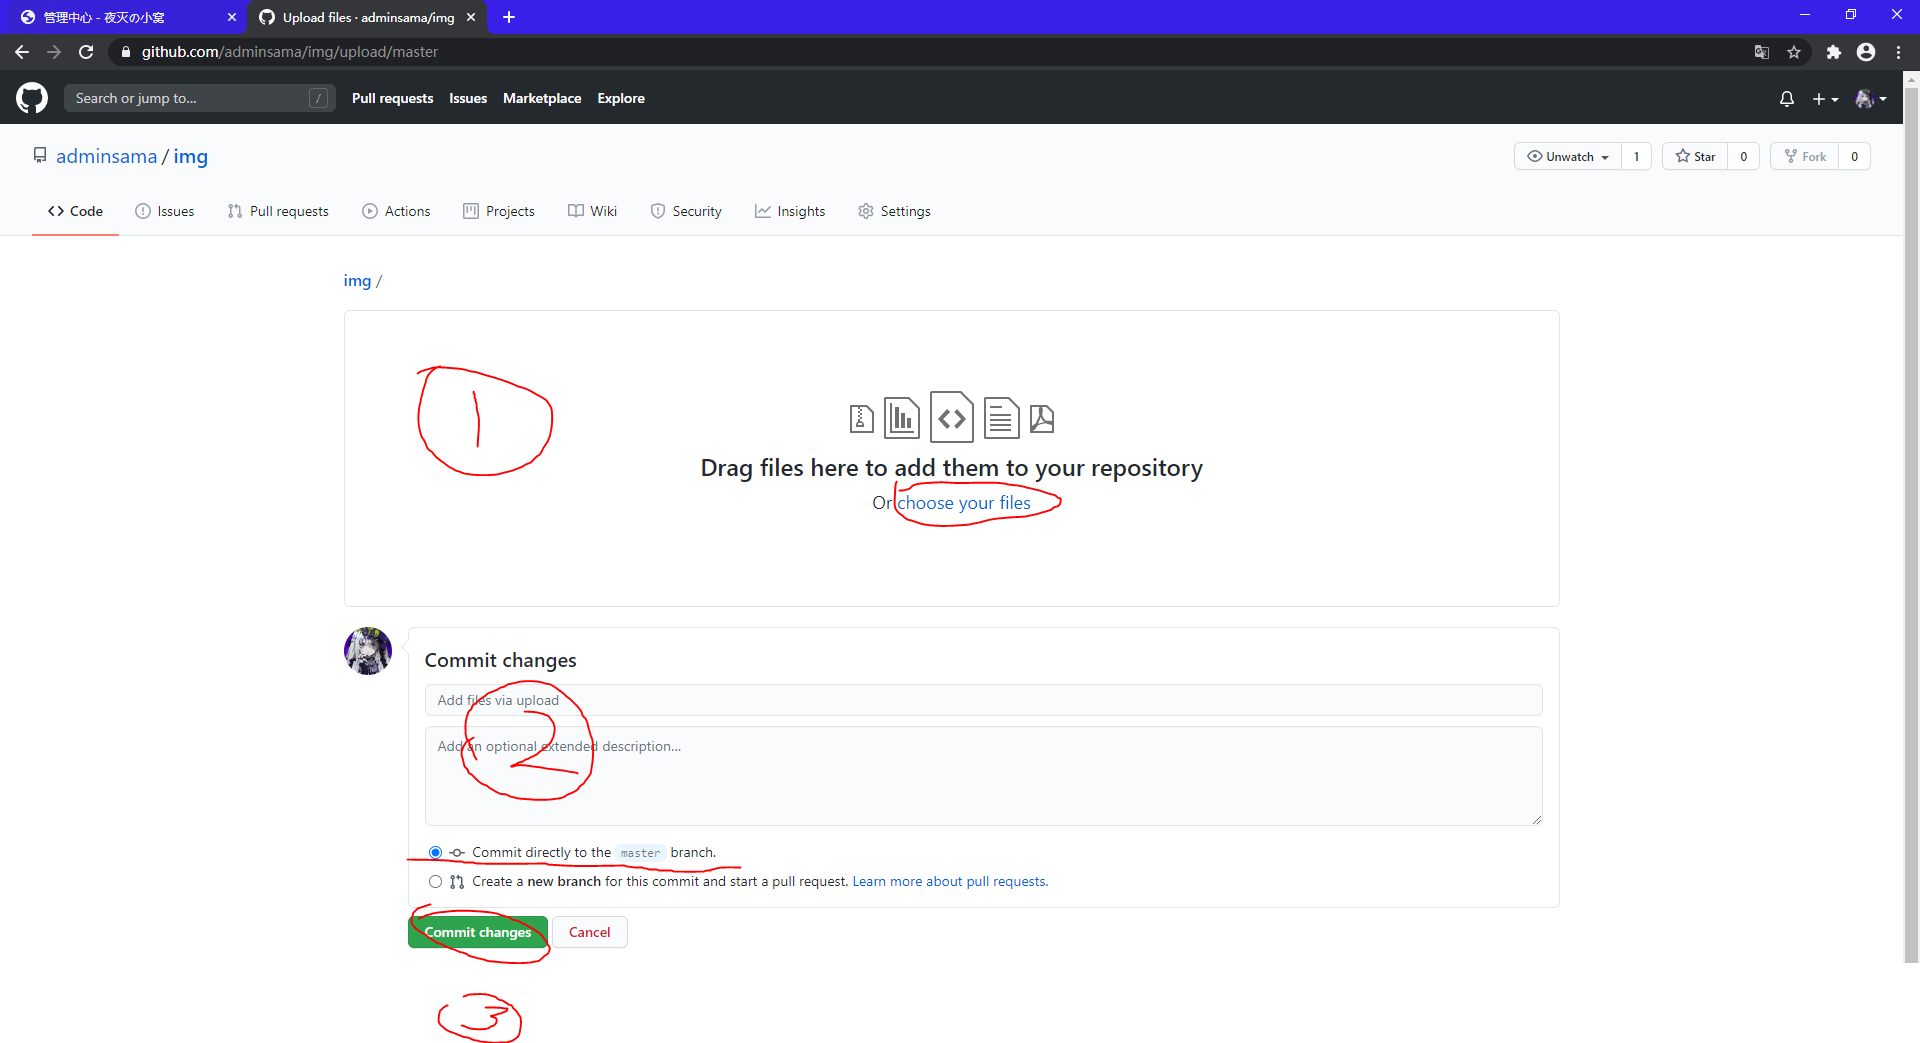 管理中心 - 夜灭の小窝
Upload files · adminsama/img
github.com/adminsama/img/upload/master
Search or jump to... /
Pull requests Issues Marketplace Explore
adminsama / img
Unwatch 1 Star 0 Fork 0
Code Issues Pull requests Actions Projects Wiki Security Insights Settings
img /
1
Drag files here to add them to your repository
Or choose your files
Commit changes
Add files via upload
2
Add an optional extended description...
Commit directly to the master branch.
Create a new branch for this commit and start a pull request. Learn more about pull requests.
Commit changes Cancel
3